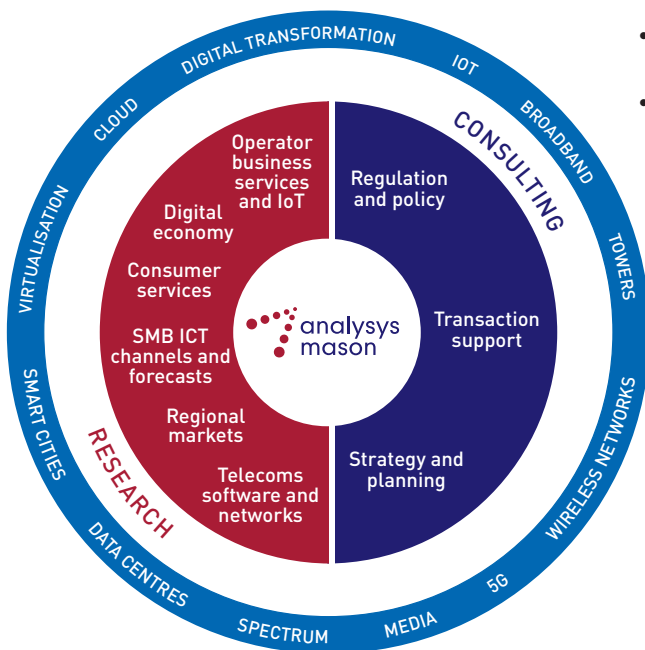 DIGITAL TRANSFORMATION
IOT
BROADBAND
TOWERS
WIRELESS NETWORKS
5G
MEDIA
SPECTRUM
DATA CENTRES
SMART CITIES
VIRTUALISATION
CLOUD
CONSULTING
Regulation
and policy
Transaction
support
Strategy and
planning
RESEARCH
Operator
business
services
and IoT
Digital
economy
Consumer
services
SMB ICT
channels and
forecasts
Regional
markets
Telecoms
software and
networks
analysys
mason